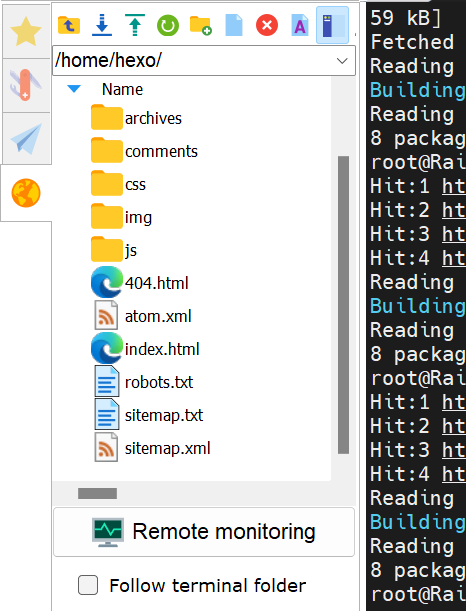 /home/hexo/
Name
archives
comments
css
img
js
404.html
atom.xml
index.html
robots.txt
sitemap.txt
sitemap.xml
Remote monitoring
Follow terminal folder
59 kB]
Fetched
Reading
Building
Reading
8 packag
root@Rai
Hit:1 ht
Hit:2 ht
Hit:3 ht
Hit:4 ht
Reading
Building
Reading
8 packag
root@Rai
Hit:1 ht
Hit:2 ht
Hit:3 ht
Hit:4 ht
Reading
Building
Reading
8 packag
root@Rai